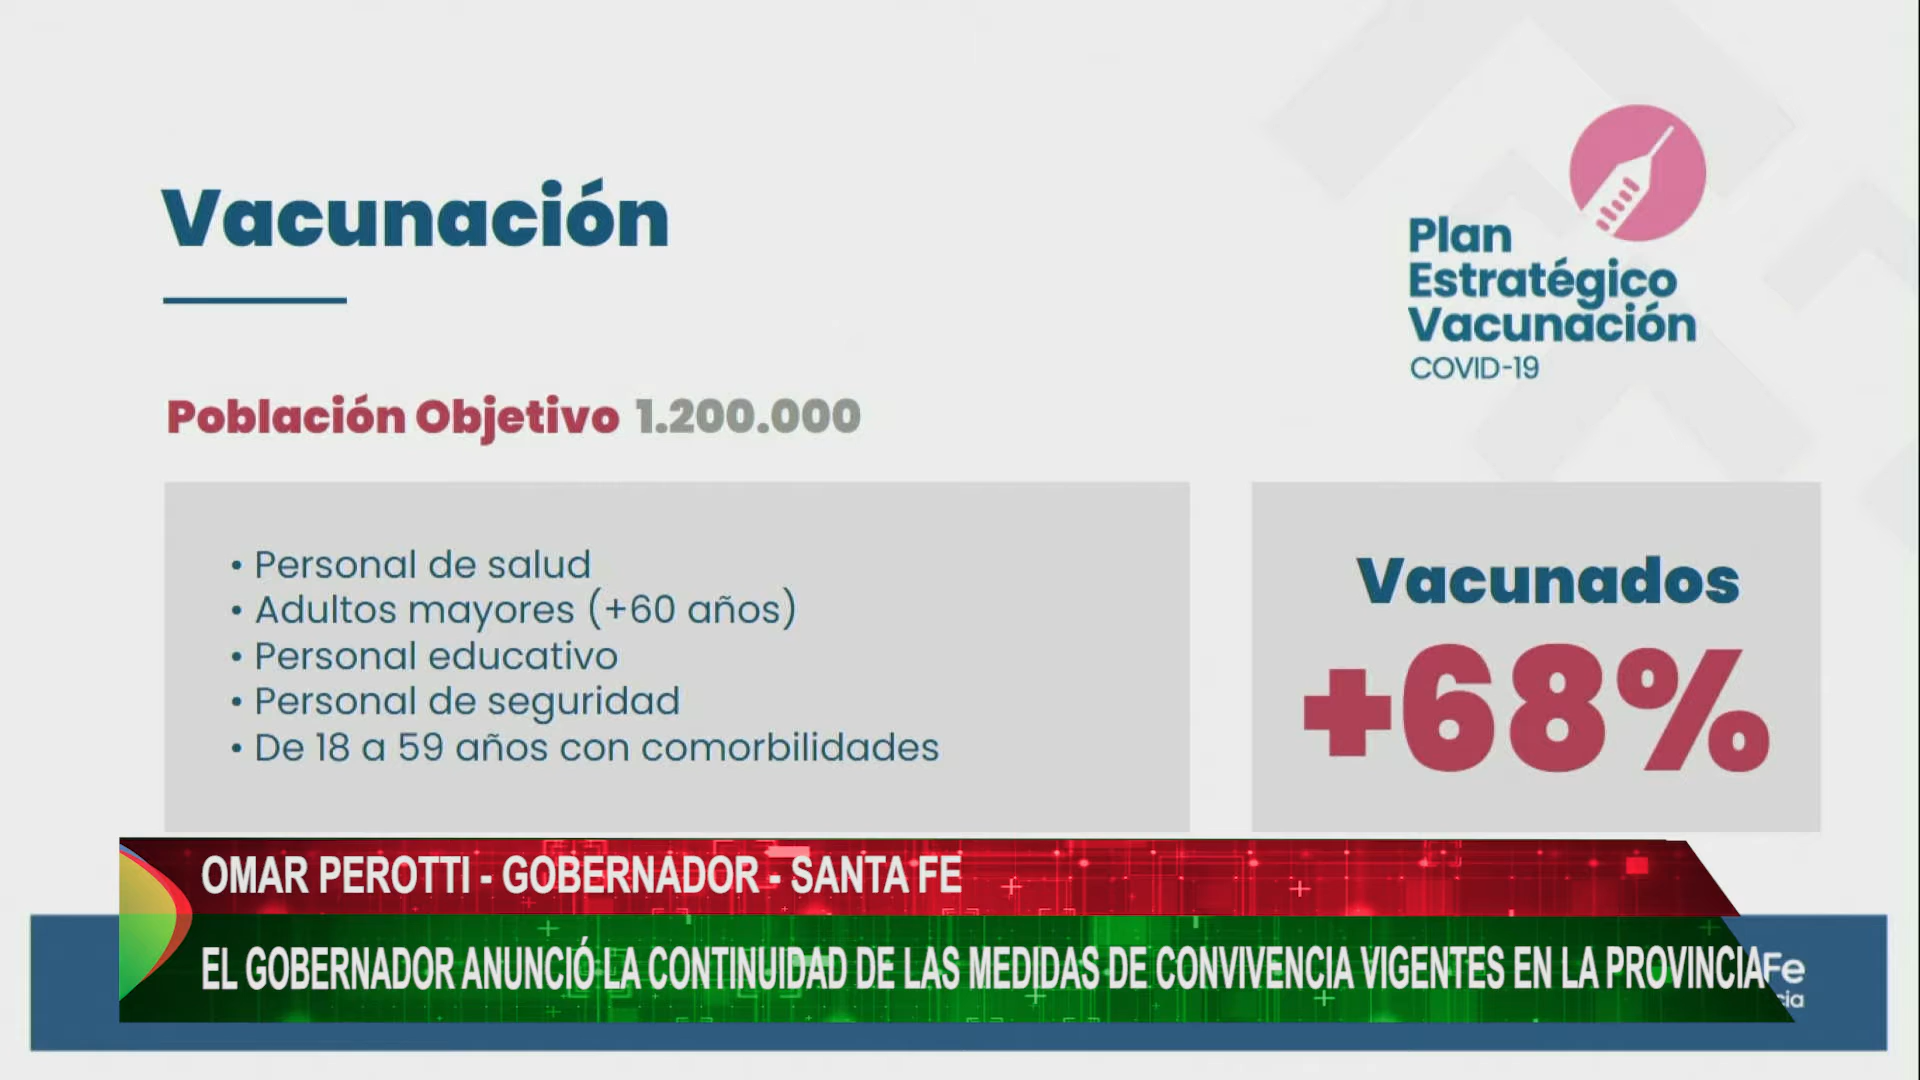 Vacunación
Plan
Estratégico
Vacunación
COVID-19
Población Objetivo 1.200.000
• Personal de salud
• Adultos mayores (+60 años)
• Personal educativo
• Personal de seguridad
• De 18 a 59 años con comorbilidades
Vacunados
+68%
OMAR PEROTTI - GOBERNADOR - SANTA FE
EL GOBERNADOR ANUNCIÓ LA CONTINUIDAD DE LAS MEDIDAS DE CONVIVENCIA VIGENTES EN LA PROVINCIA
Fe